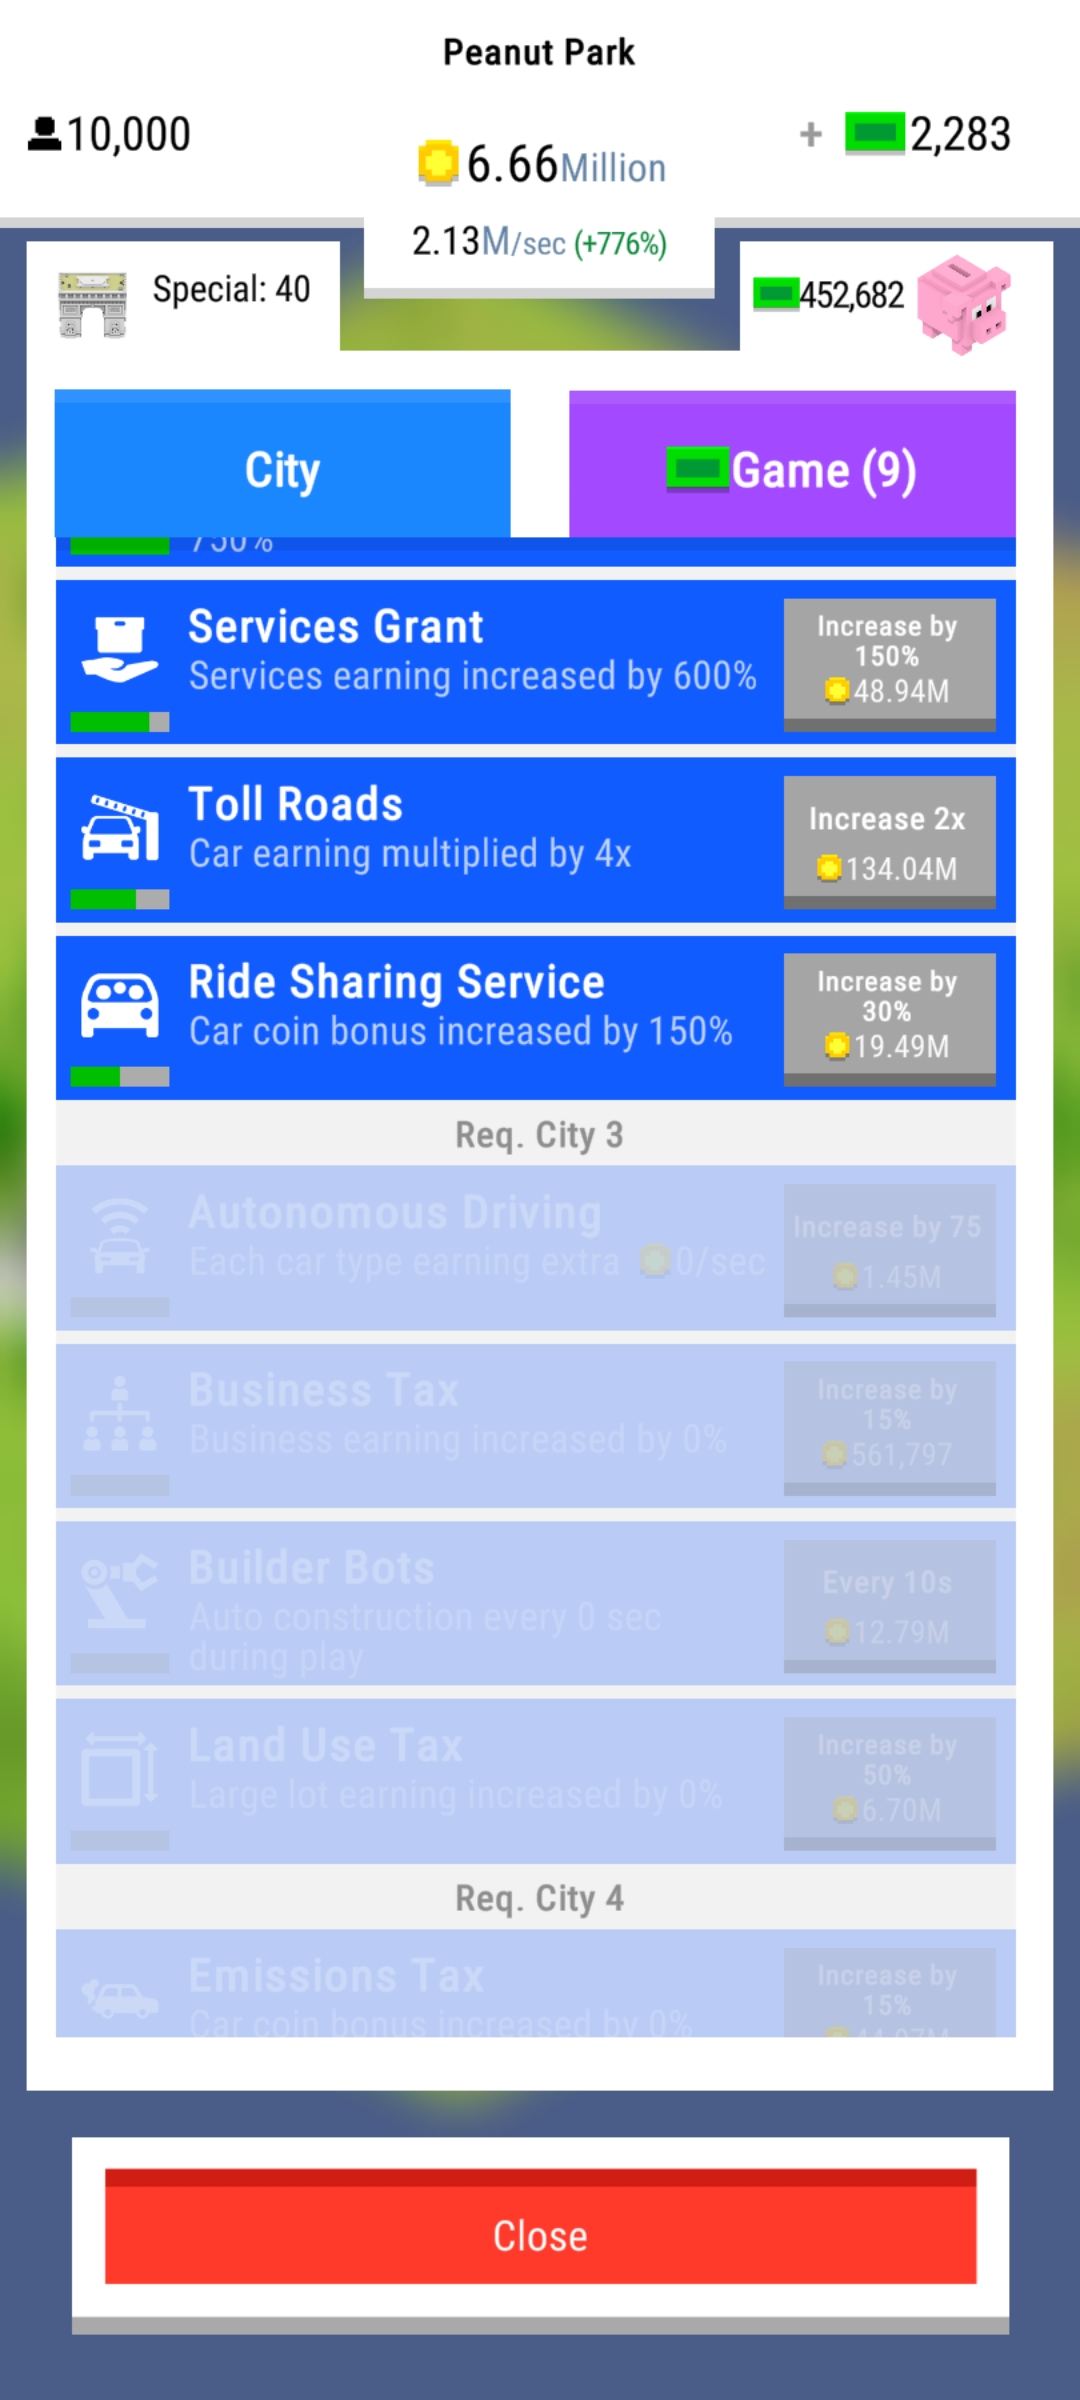 Peanut Park
10,000
6.66Million
+ 2,283
2.13M/sec (+776%)
Special: 40
452,682
City
Game (9)
750%
Services Grant
Services earning increased by 600%
Increase by
150%
48.94M
Toll Roads
Car earning multiplied by 4x
Increase 2x
134.04M
Ride Sharing Service
Car coin bonus increased by 150%
Increase by
30%
19.49M
Req. City 3
Autonomous Driving
Each car type earning extra 0/sec
Increase by 75
1.45M
Business Tax
Business earning increased by 0%
Increase by
15%
561,797
Builder Bots
Auto construction every 0 sec
during play
Every 10s
12.79M
Land Use Tax
Large lot earning increased by 0%
Increase by
50%
6.70M
Req. City 4
Emissions Tax
Car coin bonus increased by 0%
Increase by
15%
Close